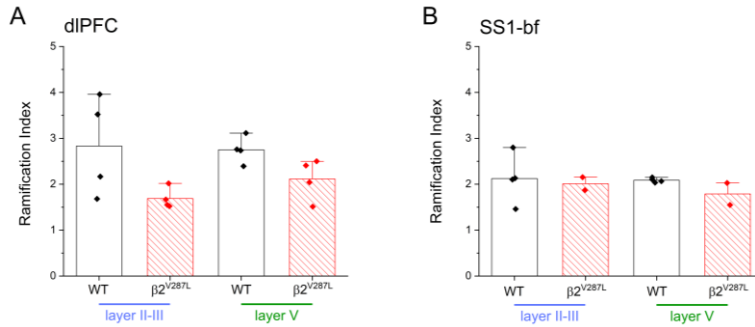 A
dlPFC
Ramification Index
5
4
3
2
1
0
WT
β2V287L
WT
β2V287L
layer II-III
layer V
B
SS1-bf
Ramification Index
5
4
3
2
1
0
WT
β2V287L
WT
β2V287L
layer II-III
layer V